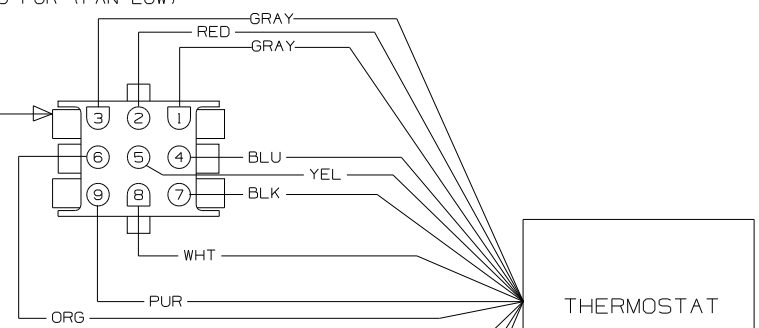 GRAY
RED
GRAY
3 2 1
6 5 4
BLU
YEL
9 8 7
BLK
WHT
PUR
THERMOSTAT
ORG